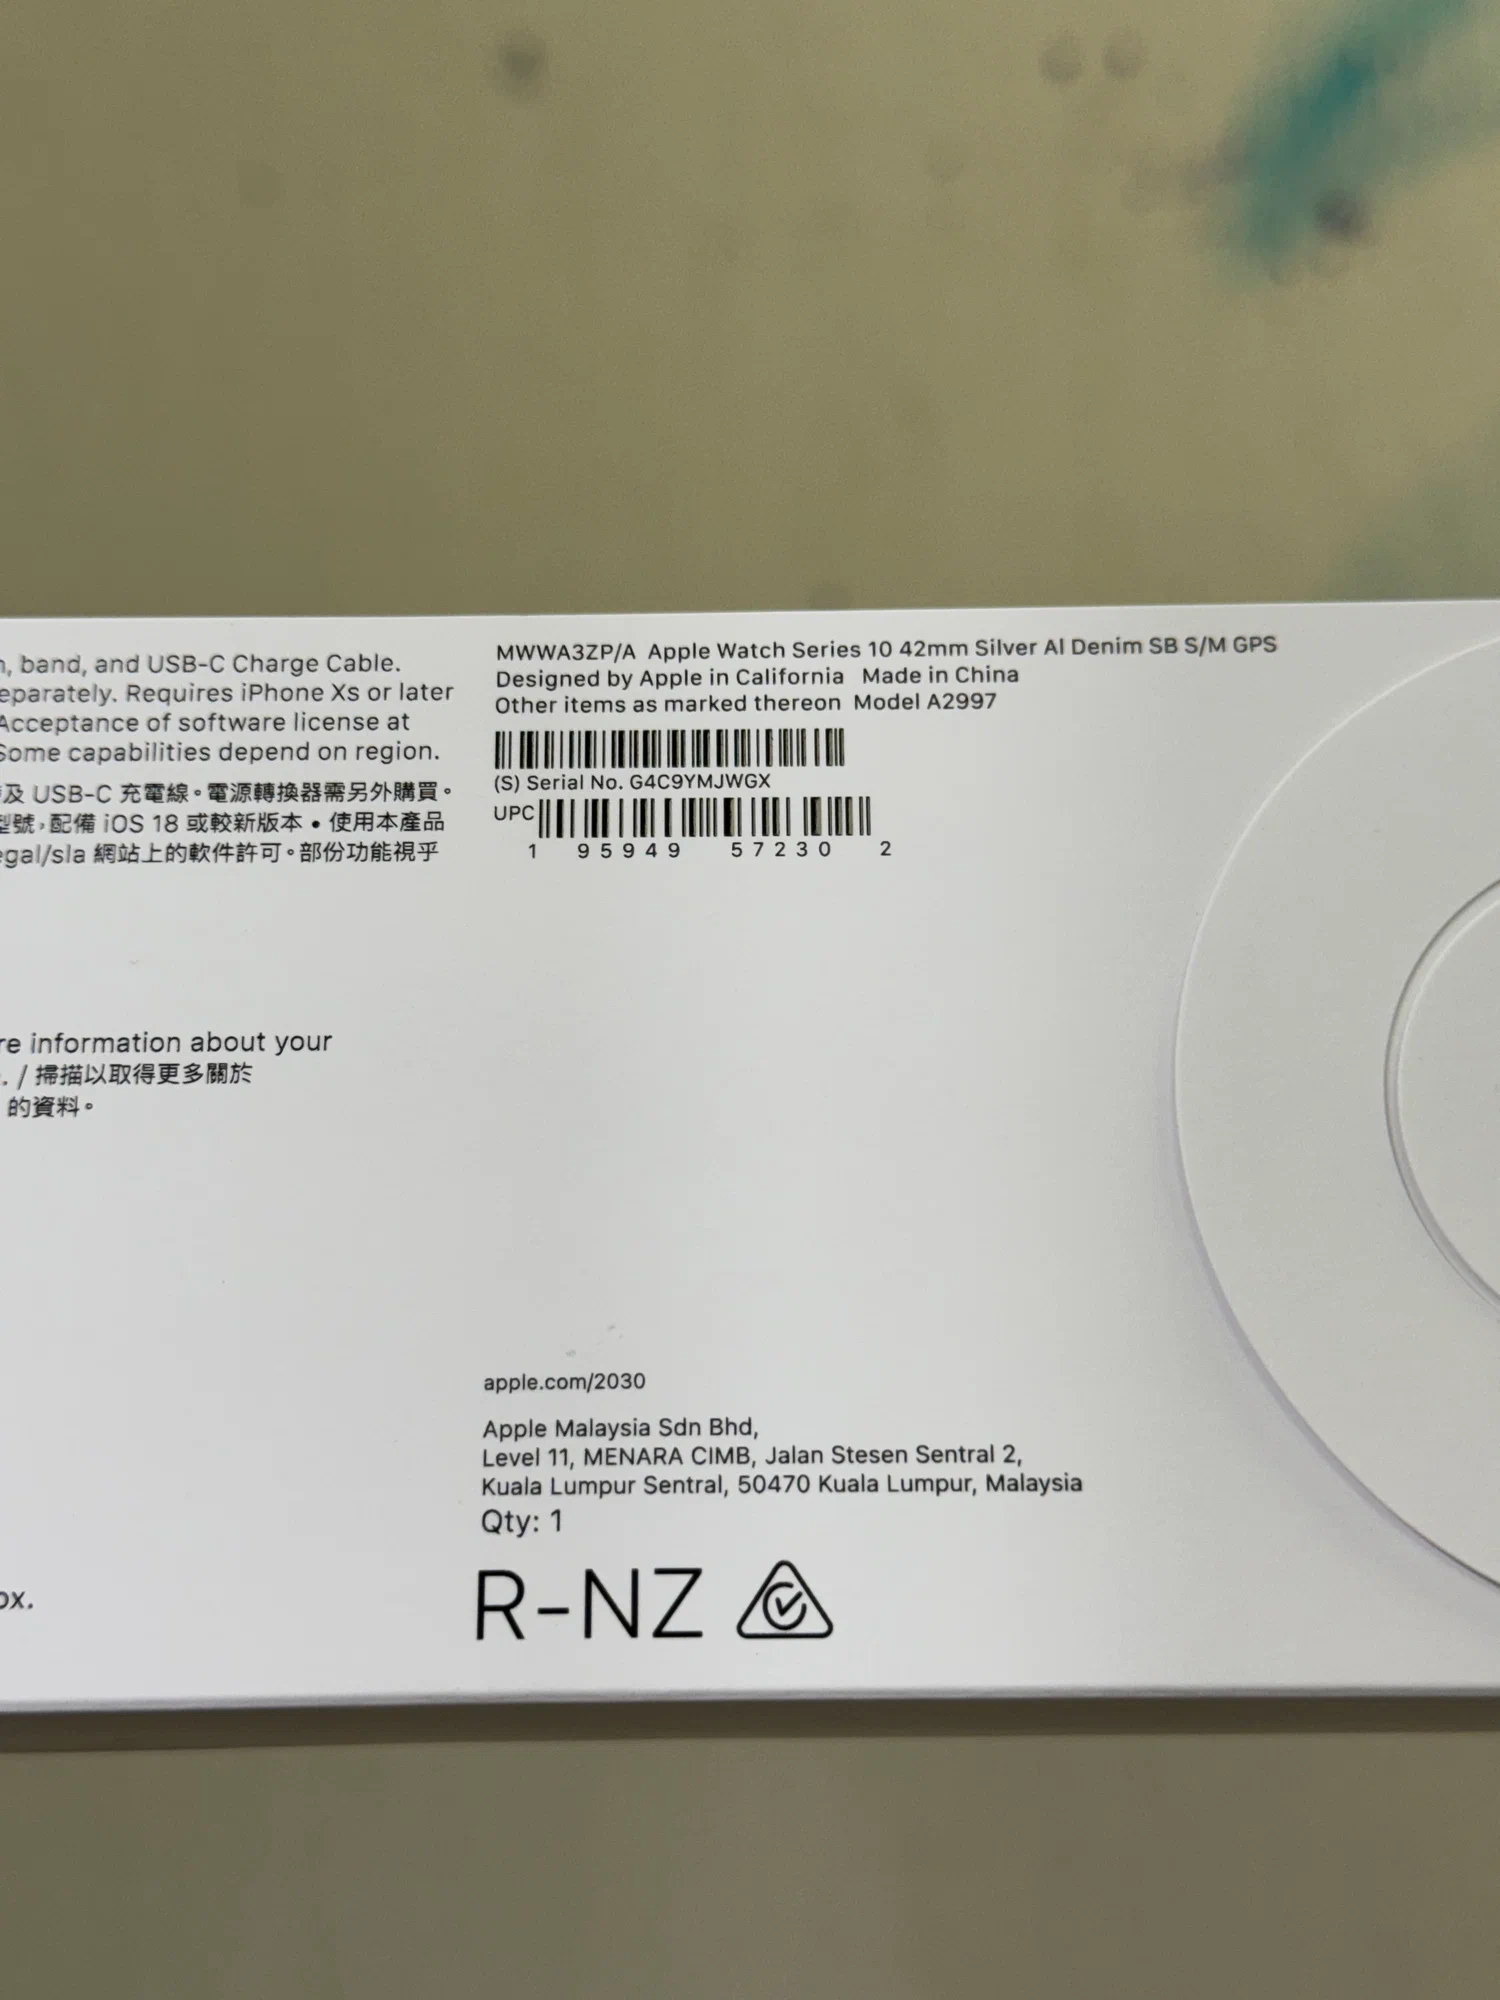 , band, and USB-C Charge Cable.
eparately. Requires iPhone Xs or later
Acceptance of software license at
Some capabilities depend on region.
及 USB-C 充電線。電源轉換器需另外購買。
型號，配備 iOS 18 或較新版本 • 使用本產品
egal/sla 網站上的軟件許可。部份功能視乎
re information about your
. / 掃描以取得更多關於
的資料。
ox.
MWWA3ZP/A Apple Watch Series 10 42mm Silver Al Denim SB S/M GPS
Designed by Apple in California Made in China
Other items as marked thereon Model A2997
(S) Serial No. G4C9YMJWGX
UPC
1 95949 57230 2
apple.com/2030
Apple Malaysia Sdn Bhd,
Level 11, MENARA CIMB, Jalan Stesen Sentral 2,
Kuala Lumpur Sentral, 50470 Kuala Lumpur, Malaysia
Qty: 1
R-NZ